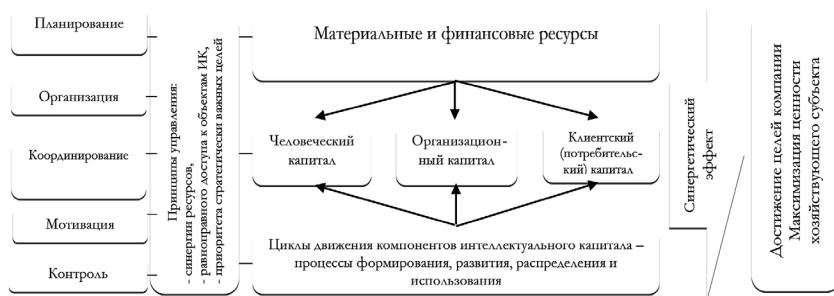 Планирование
Организация
Координирование
Мотивация
Контроль
Принципы управления:
- синергии ресурсов,
- равноправного доступа к объектам ИК,
- приоритета стратегически важных целей
Материальные и финансовые ресурсы
Человеческий
капитал
Организацион-
ный капитал
Клиентский
(потребительс-
кий) капитал
Циклы движения компонентов интеллектуального капитала –
процессы формирования, развития, распределения и
использования
Синергетический
эффект
Достижение целей компании
Максимизация ценности
хозяйствующего субъекта